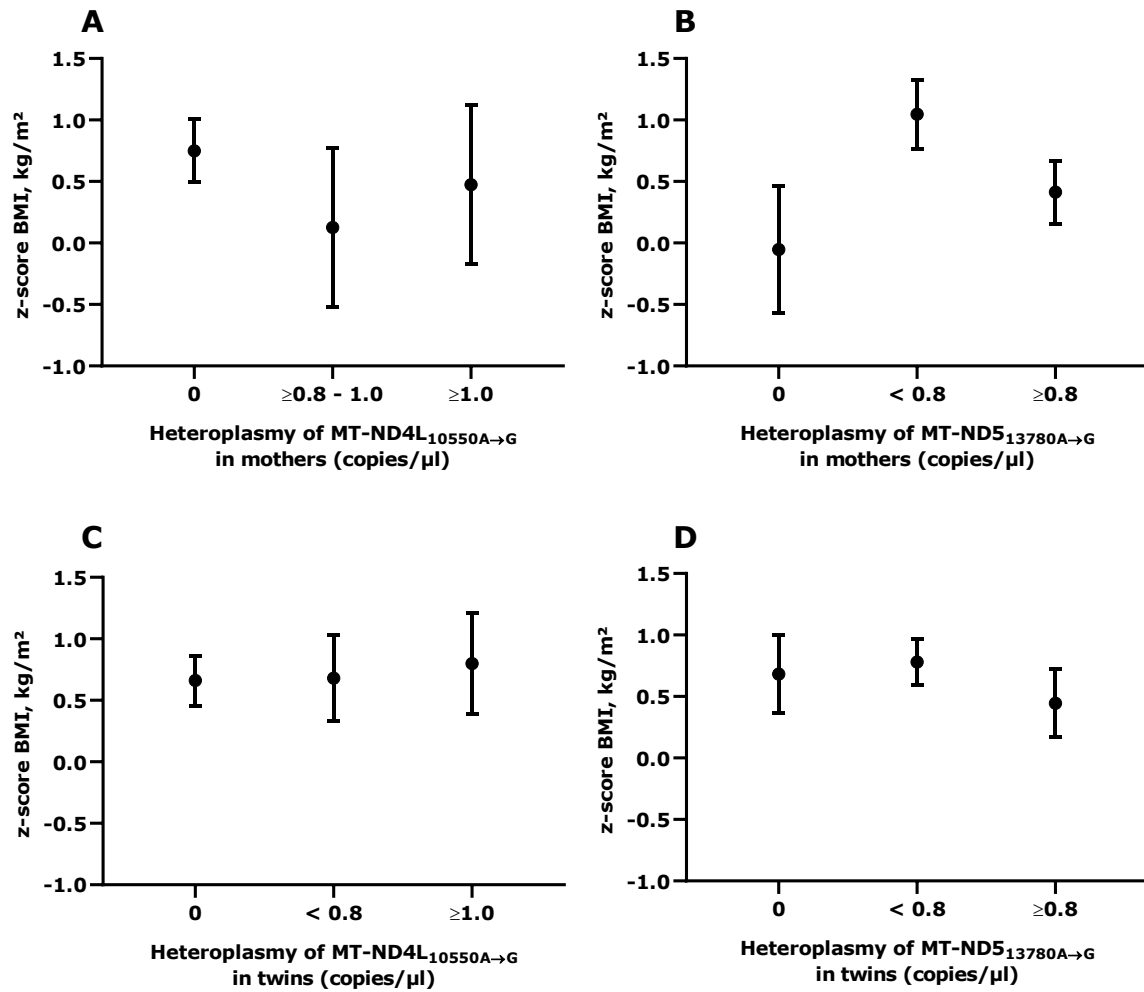 A
z-score BMI, kg/m²
1.5
1.0
0.5
0.0
-0.5
-1.0
0 ≥0.8 - 1.0 ≥1.0
Heteroplasmy of MT-ND4L10550A→G
in mothers (copies/µl)
B
z-score BMI, kg/m²
1.5
1.0
0.5
0.0
-0.5
-1.0
0 < 0.8 ≥0.8
Heteroplasmy of MT-ND513780A→G
in mothers (copies/µl)
C
z-score BMI, kg/m²
1.5
1.0
0.5
0.0
-0.5
-1.0
0 < 0.8 ≥1.0
Heteroplasmy of MT-ND4L10550A→G
in twins (copies/µl)
D
z-score BMI, kg/m²
1.5
1.0
0.5
0.0
-0.5
-1.0
0 < 0.8 ≥0.8
Heteroplasmy of MT-ND513780A→G
in twins (copies/µl)